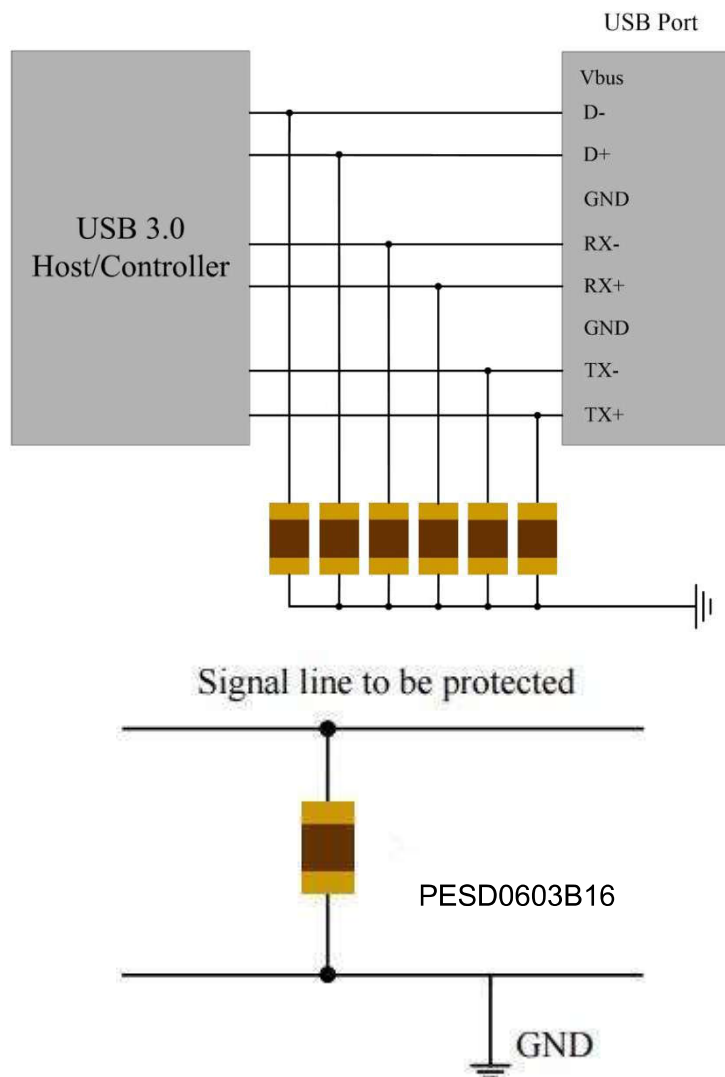 USB Port
Vbus
D-
D+
GND
USB 3.0
Host/Controller
RX-
RX+
GND
TX-
TX+
Signal line to be protected
PESD0603B16
GND